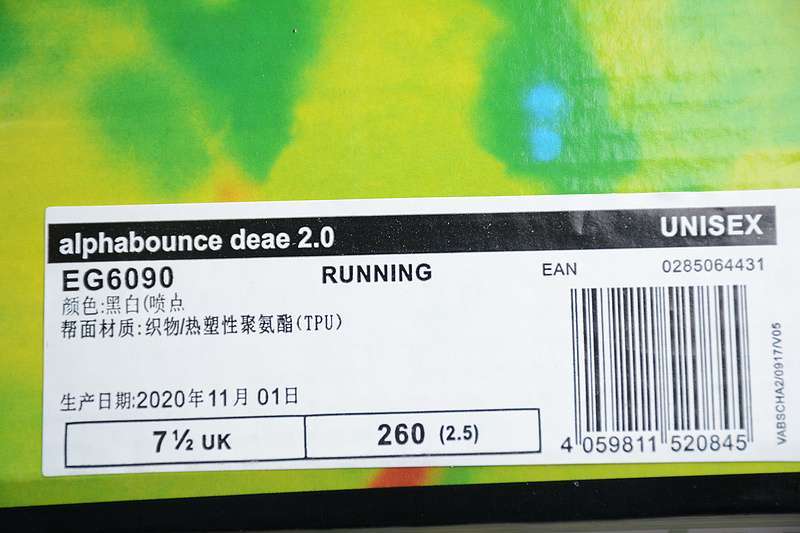 alphabounce deae 2.0 UNISEX
EG6090 RUNNING EAN 0285064431
颜色:黑白(喷点
帮面材质:织物/热塑性聚氨酯(TPU)
生产日期:2020年11月 01日
7 ½ UK 260 (2.5)
4 059811 520845
VABSCHA2/0917/V05